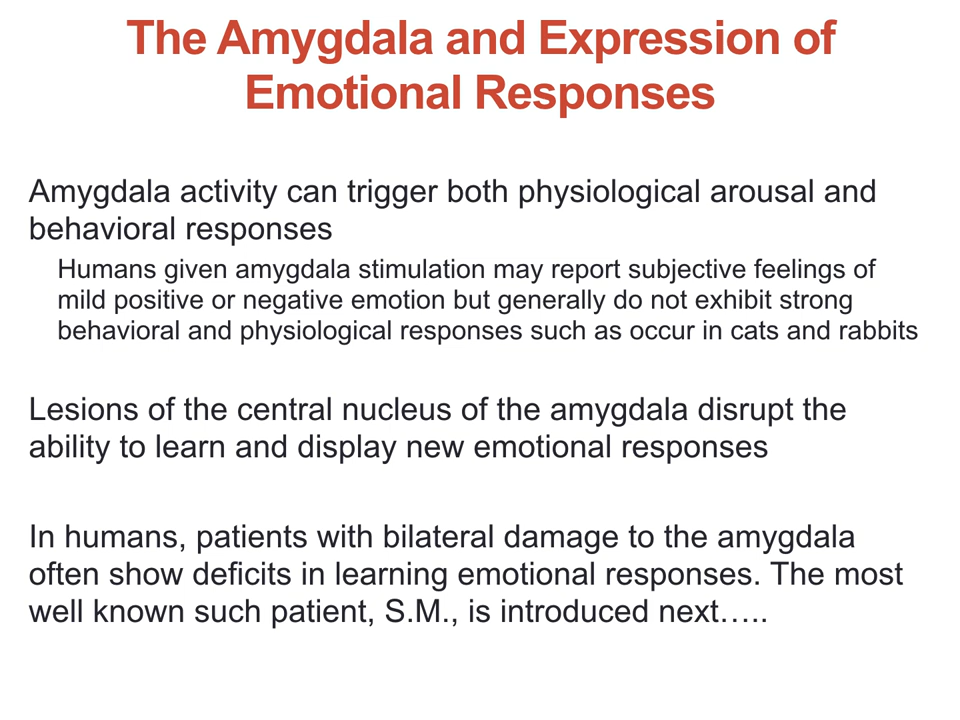 The Amygdala and Expression of
Emotional Responses
Amygdala activity can trigger both physiological arousal and
behavioral responses
Humans given amygdala stimulation may report subjective feelings of
mild positive or negative emotion but generally do not exhibit strong
behavioral and physiological responses such as occur in cats and rabbits
Lesions of the central nucleus of the amygdala disrupt the
ability to learn and display new emotional responses
In humans, patients with bilateral damage to the amygdala
often show deficits in learning emotional responses. The most
well known such patient, S.M., is introduced next…..